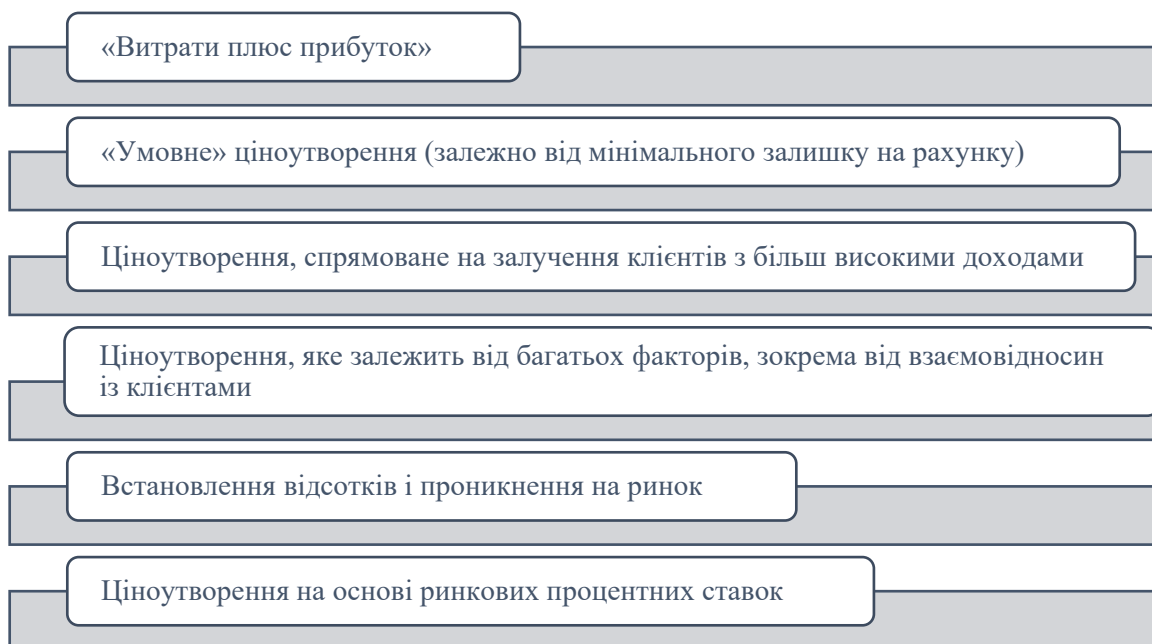 «Витрати плюс прибуток»
«Умовне» ціноутворення (залежно від мінімального залишку на рахунку)
Ціноутворення, спрямоване на залучення клієнтів з більш високими доходами
Ціноутворення, яке залежить від багатьох факторів, зокрема від взаємовідносин
із клієнтами
Встановлення відсотків і проникнення на ринок
Ціноутворення на основі ринкових процентних ставок